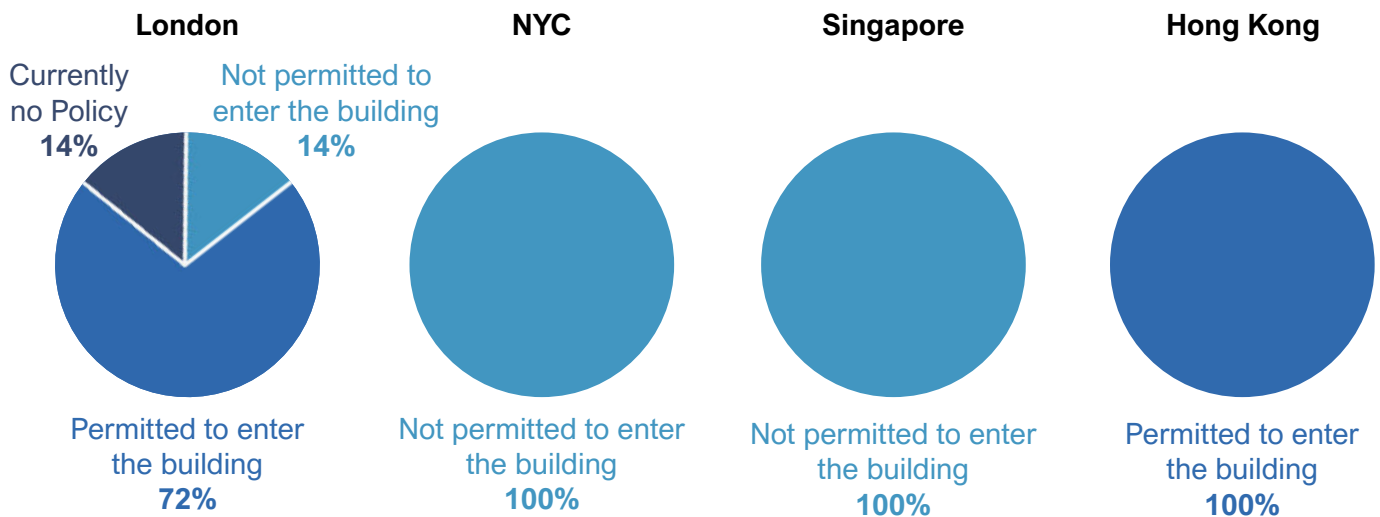 London
Currently
no Policy
14%
Not permitted to
enter the building
14%
Permitted to enter
the building
72%
NYC
Not permitted to enter
the building
100%
Singapore
Not permitted to enter
the building
100%
Hong Kong
Permitted to enter
the building
100%